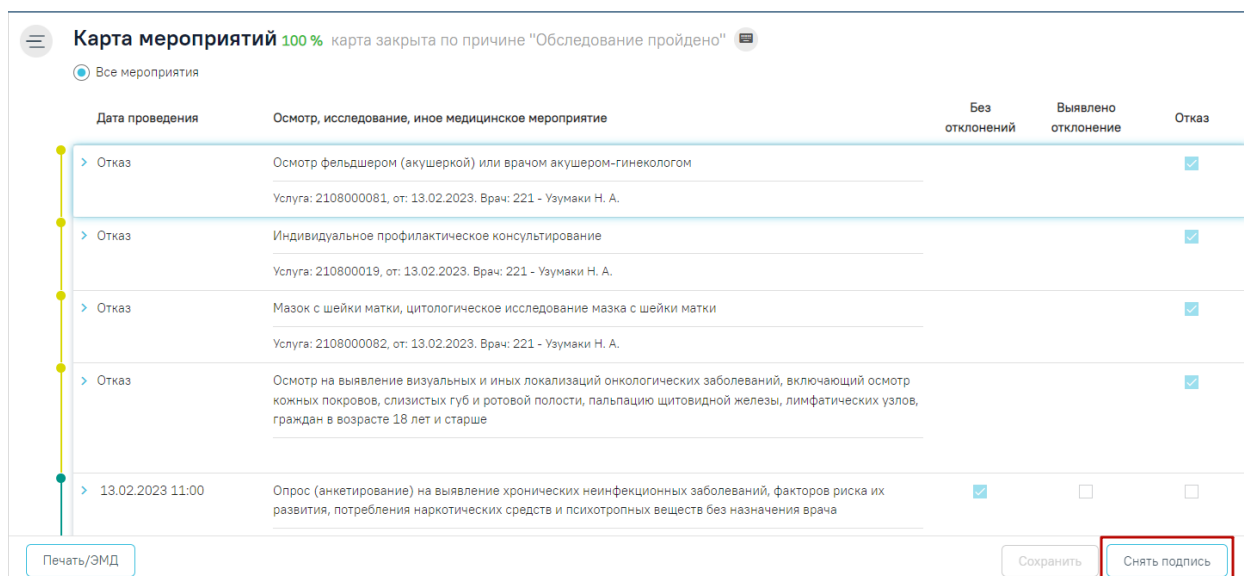 Карта мероприятий 100 % карта закрыта по причине "Обследование пройдено"
Все мероприятия
Дата проведения Осмотр, исследование, иное медицинское мероприятие Без отклонений Выявлено отклонение Отказ
Отказ Осмотр фельдшером (акушеркой) или врачом акушером-гинекологом
Услуга: 2108000081, от: 13.02.2023. Врач: 221 - Узумаки Н. А.
Отказ Индивидуальное профилактическое консультирование
Услуга: 210800019, от: 13.02.2023. Врач: 221 - Узумаки Н. А.
Отказ Мазок с шейки матки, цитологическое исследование мазка с шейки матки
Услуга: 2108000082, от: 13.02.2023. Врач: 221 - Узумаки Н. А.
Отказ Осмотр на выявление визуальных и иных локализаций онкологических заболеваний, включающий осмотр
кожных покровов, слизистых губ и ротовой полости, пальпацию щитовидной железы, лимфатических узлов,
граждан в возрасте 18 лет и старше
13.02.2023 11:00 Опрос (анкетирование) на выявление хронических неинфекционных заболеваний, факторов риска их
развития, потребления наркотических средств и психотропных веществ без назначения врача
Печать/ЭМД Сохранить Снять подпись